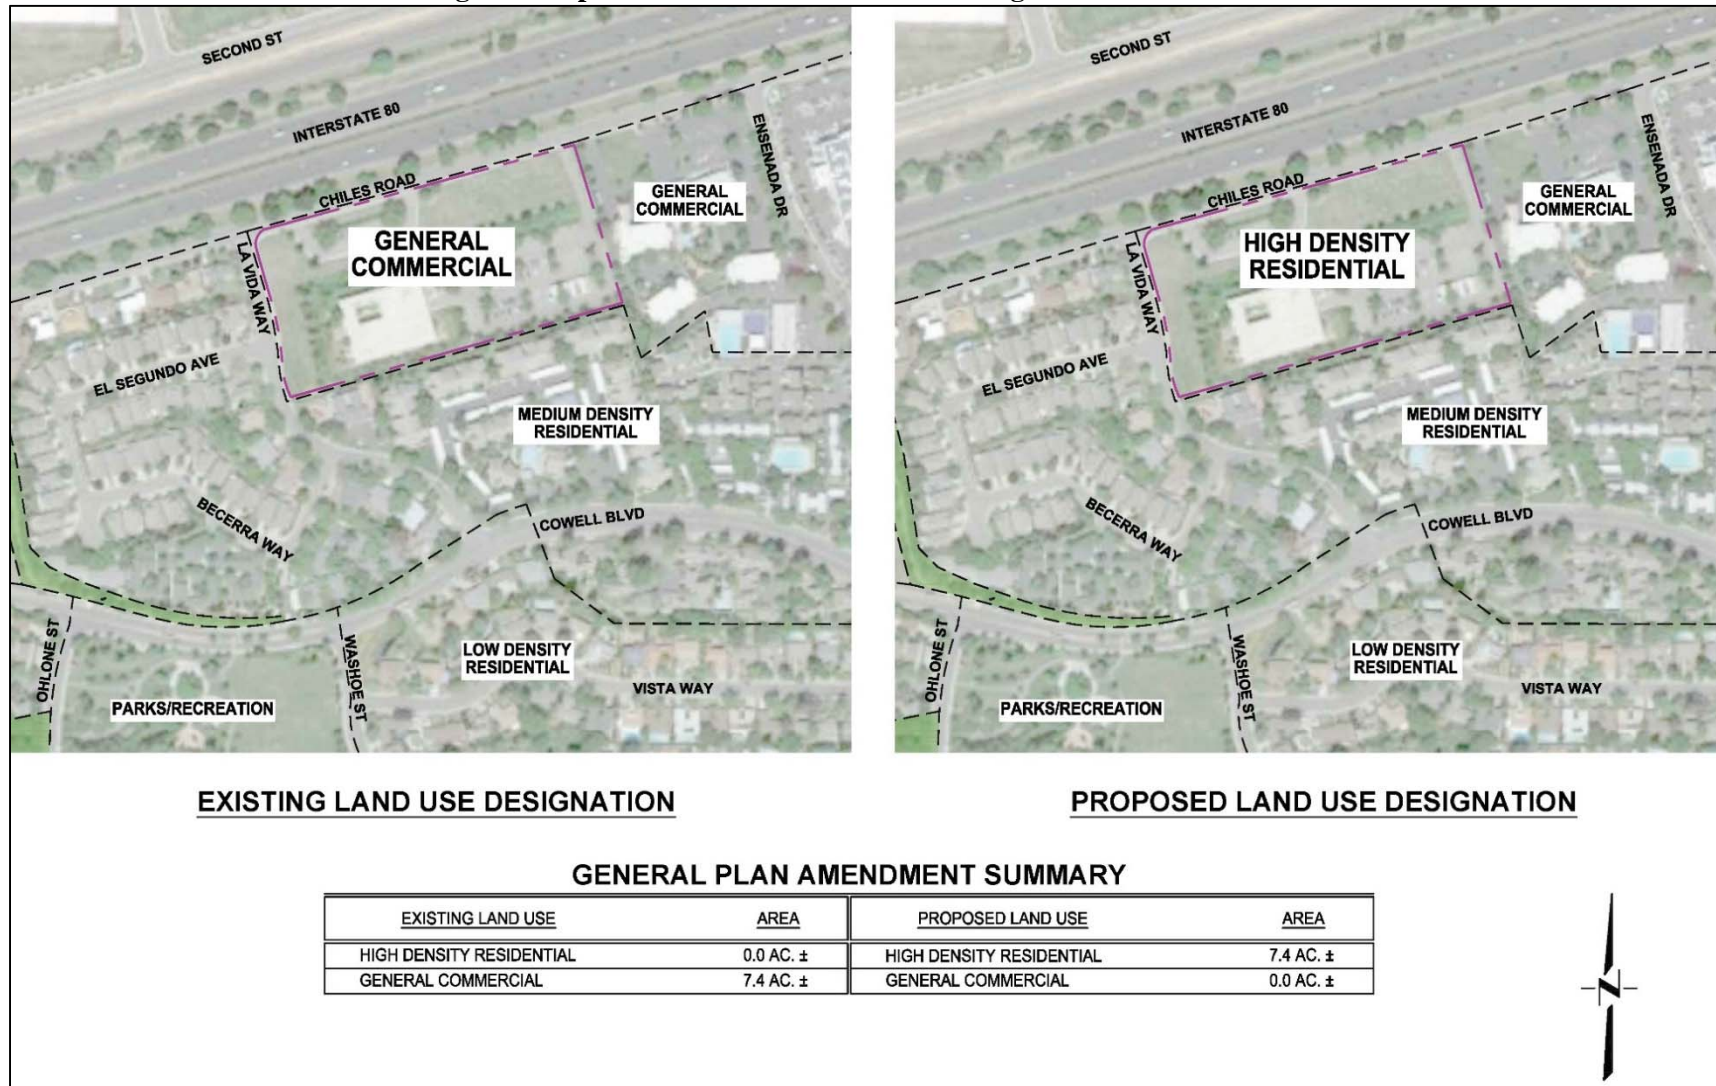 SECOND ST
INTERSTATE 80
CHILES ROAD
ENSENADA DR
GENERAL
COMMERCIAL
GENERAL
COMMERCIAL
LA VIDA WAY
EL SEGUNDO AVE
MEDIUM DENSITY
RESIDENTIAL
BECERRA WAY
COWELL BLVD
OHLONE ST
WASHOE ST
LOW DENSITY
RESIDENTIAL
VISTA WAY
PARKS/RECREATION
EXISTING LAND USE DESIGNATION
SECOND ST
INTERSTATE 80
CHILES ROAD
ENSENADA DR
GENERAL
COMMERCIAL
HIGH DENSITY
RESIDENTIAL
LA VIDA WAY
EL SEGUNDO AVE
MEDIUM DENSITY
RESIDENTIAL
BECERRA WAY
COWELL BLVD
OHLONE ST
WASHOE ST
LOW DENSITY
RESIDENTIAL
VISTA WAY
PARKS/RECREATION
PROPOSED LAND USE DESIGNATION
GENERAL PLAN AMENDMENT SUMMARY
EXISTING LAND USE AREA PROPOSED LAND USE AREA
HIGH DENSITY RESIDENTIAL 0.0 AC. ± HIGH DENSITY RESIDENTIAL 7.4 AC. ±
GENERAL COMMERCIAL 7.4 AC. ± GENERAL COMMERCIAL 0.0 AC. ±
N